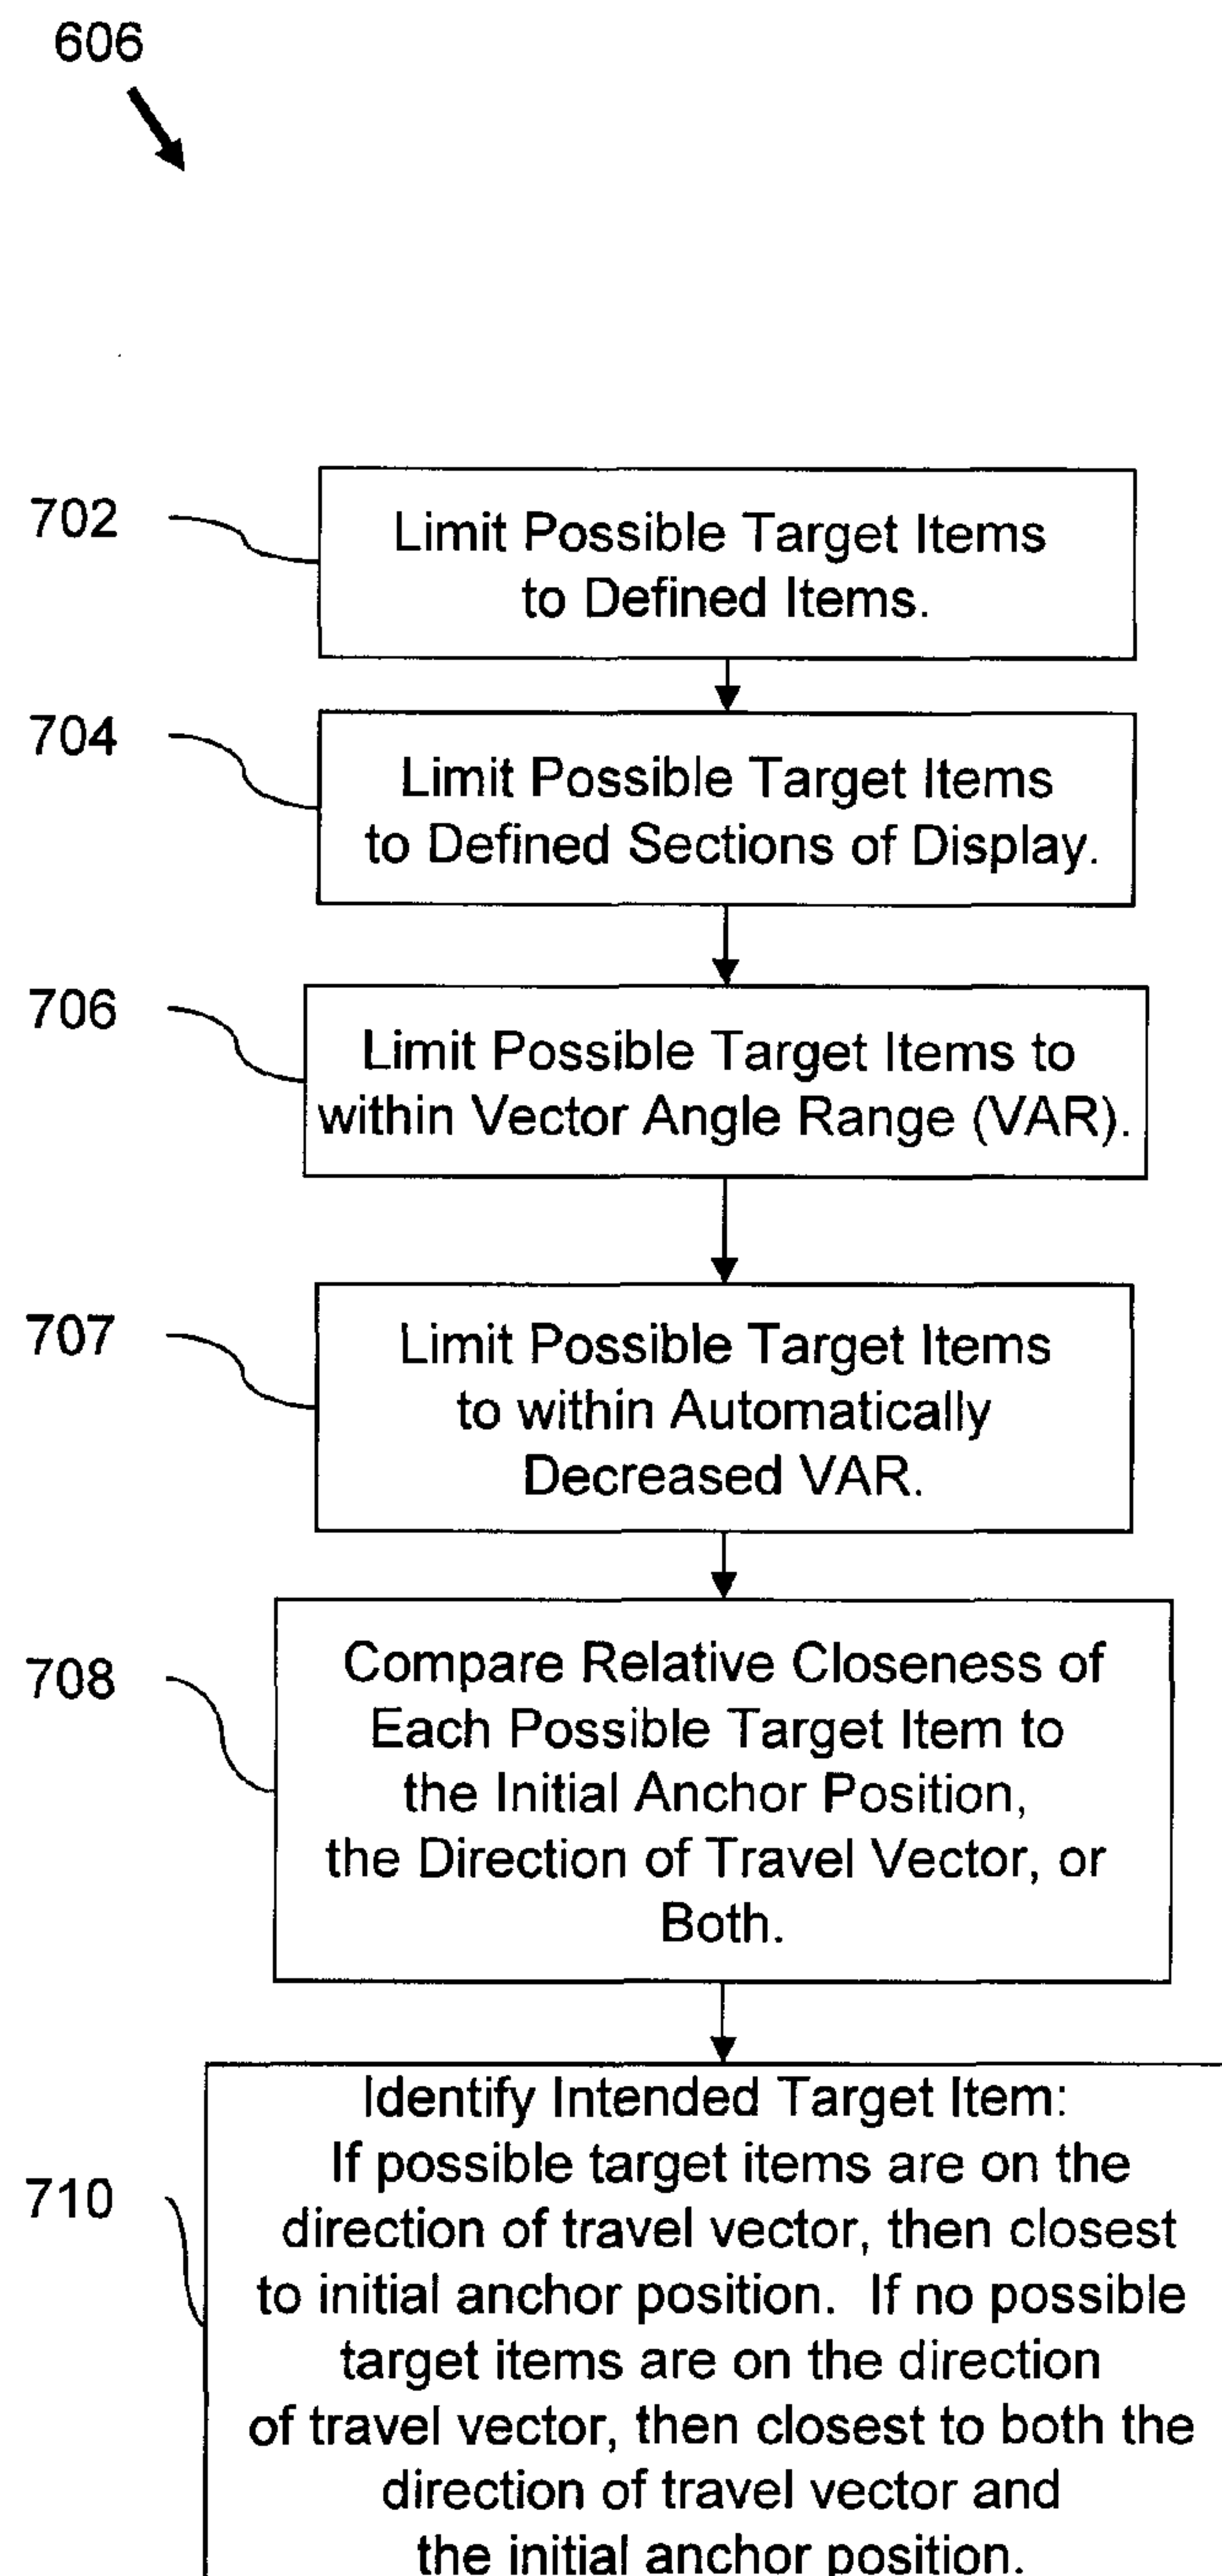 606
702
Limit Possible Target Items
to Defined Items.
704
Limit Possible Target Items
to Defined Sections of Display.
706
Limit Possible Target Items to
within Vector Angle Range (VAR).
707
Limit Possible Target Items
to within Automatically
Decreased VAR.
708
Compare Relative Closeness of
Each Possible Target Item to
the Initial Anchor Position,
the Direction of Travel Vector, or
Both.
710
Identify Intended Target Item:
If possible target items are on the
direction of travel vector, then closest
to initial anchor position. If no possible
target items are on the direction
of travel vector, then closest to both the
direction of travel vector and
the initial anchor position.